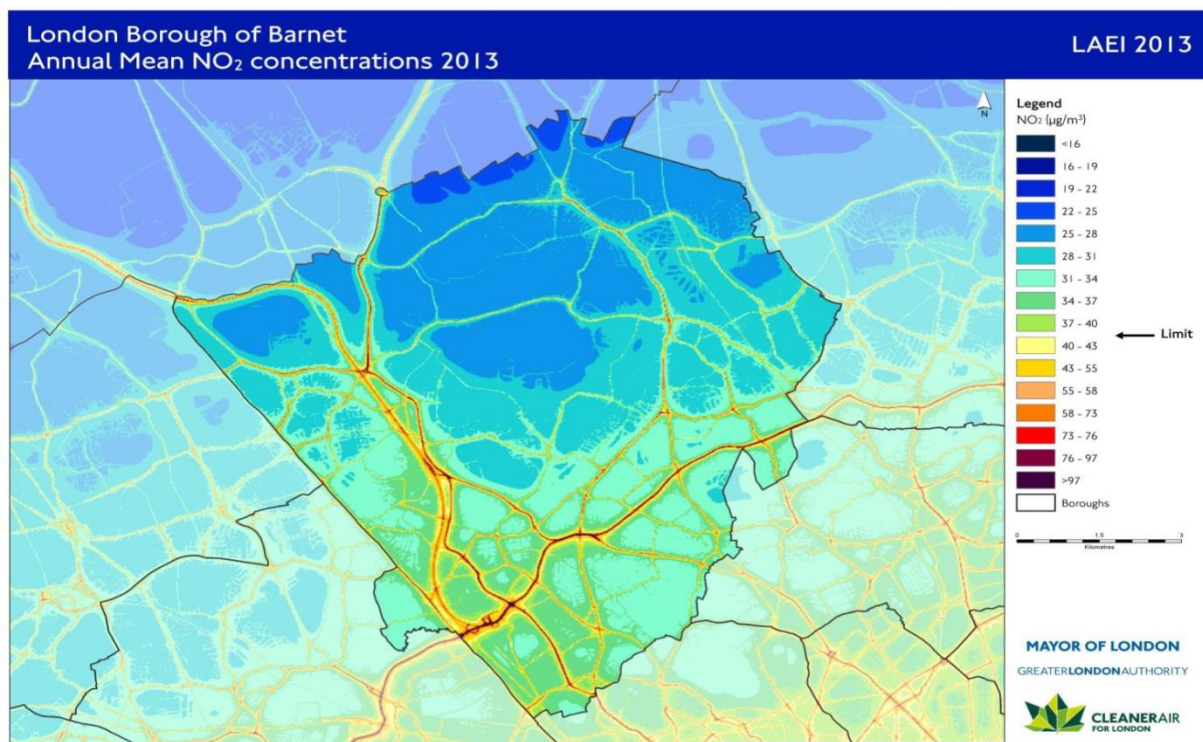 London Borough of Barnet
Annual Mean NO₂ concentrations 2013
LAEI 2013
N
Legend
NO₂ (µg/m³)
<16
16 - 19
19 - 22
22 - 25
25 - 28
28 - 31
31 - 34
34 - 37
37 - 40
40 - 43
43 - 55
55 - 58
58 - 73
73 - 76
76 - 97
>97
Boroughs
Limit
0 1.5 3
Kilometres
MAYOR OF LONDON
GREATERLONDONAUTHORITY
CLEANERAIR
FOR LONDON